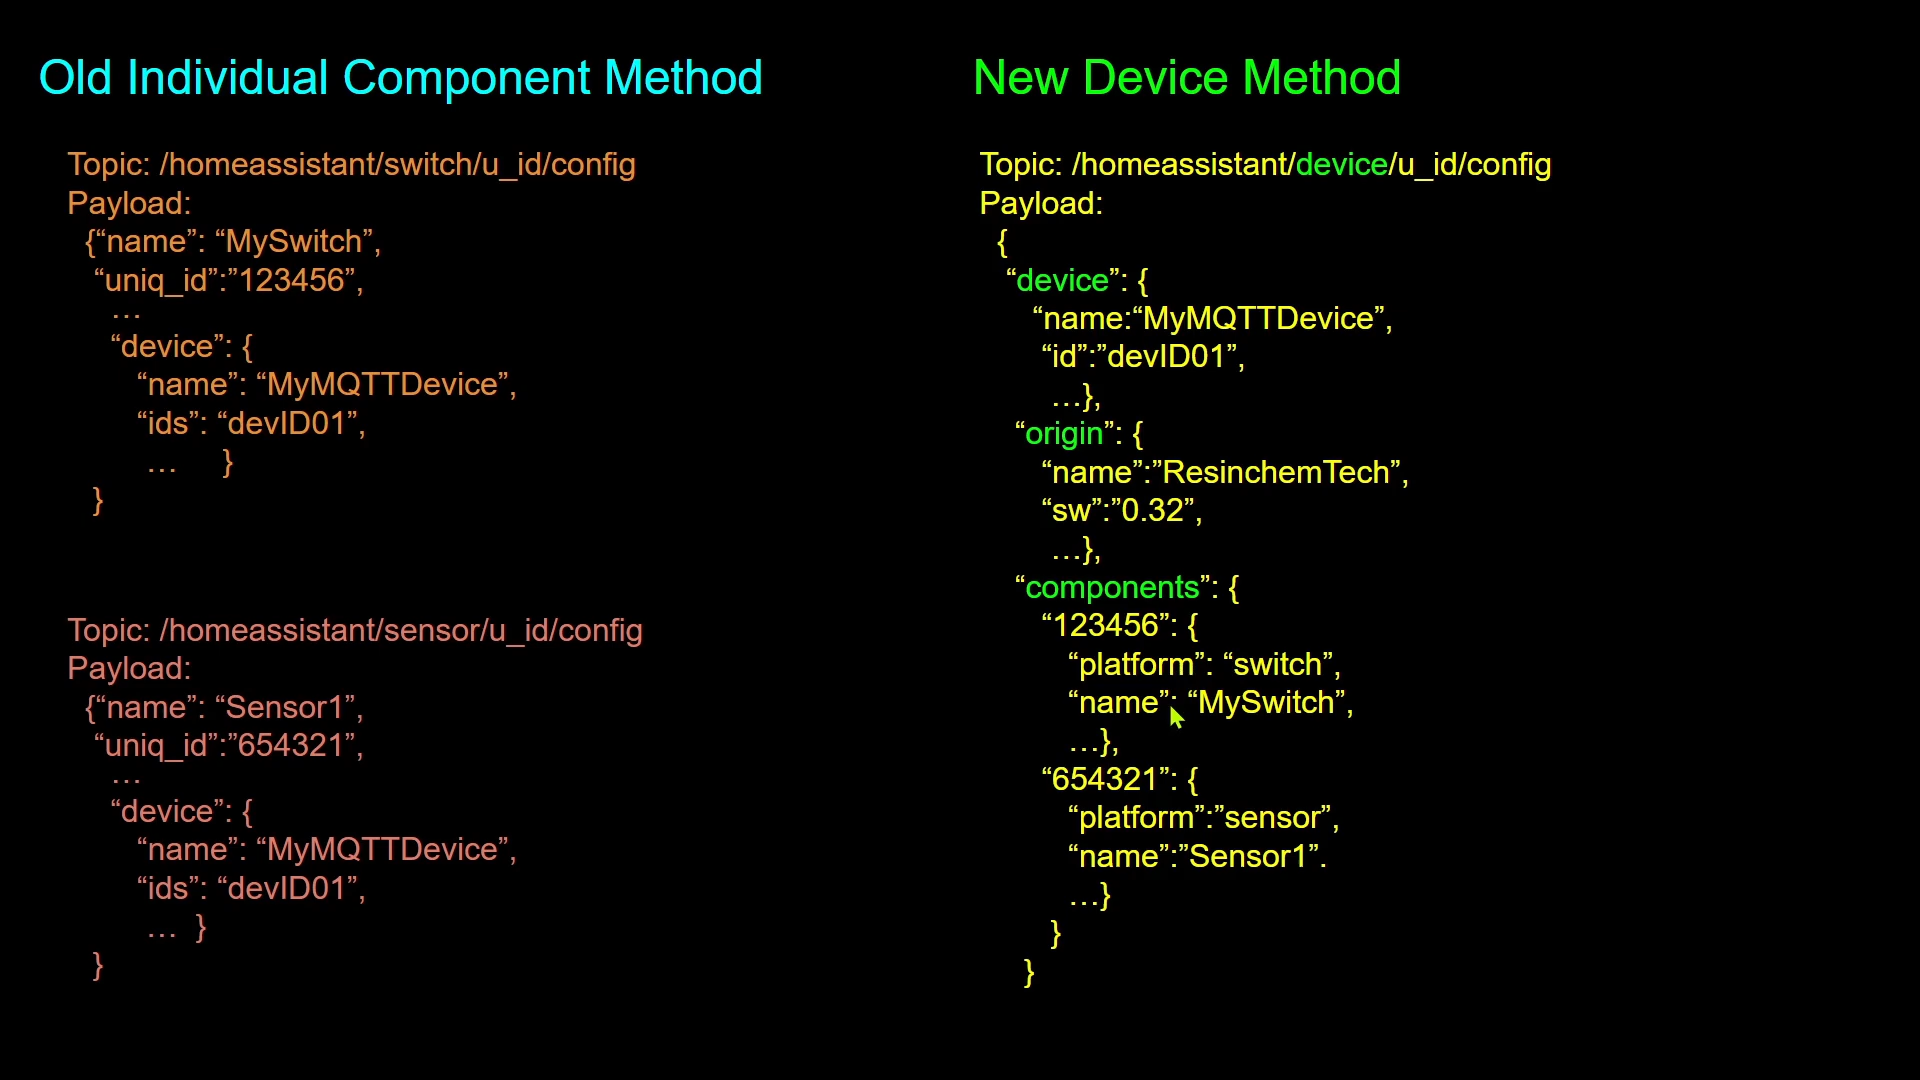 Old Individual Component Method
Topic: /homeassistant/switch/u_id/config
Payload:
{“name”: “MySwitch”,
“uniq_id”:”123456”,
…
“device”: {
“name”: “MyMQTTDevice”,
“ids”: “devID01”,
… }
}
Topic: /homeassistant/sensor/u_id/config
Payload:
{“name”: “Sensor1”,
“uniq_id”:”654321”,
…
“device”: {
“name”: “MyMQTTDevice”,
“ids”: “devID01”,
… }
}
New Device Method
Topic: /homeassistant/device/u_id/config
Payload:
{
“device”: {
“name:“MyMQTTDevice”,
“id”:”devID01”,
…},
“origin”: {
“name”:”ResinchemTech”,
“sw”:”0.32”,
…},
“components”: {
“123456”: {
“platform”: “switch”,
“name”: “MySwitch”,
…},
“654321”: {
“platform”:”sensor”,
“name”:”Sensor1”.
…}
}
}